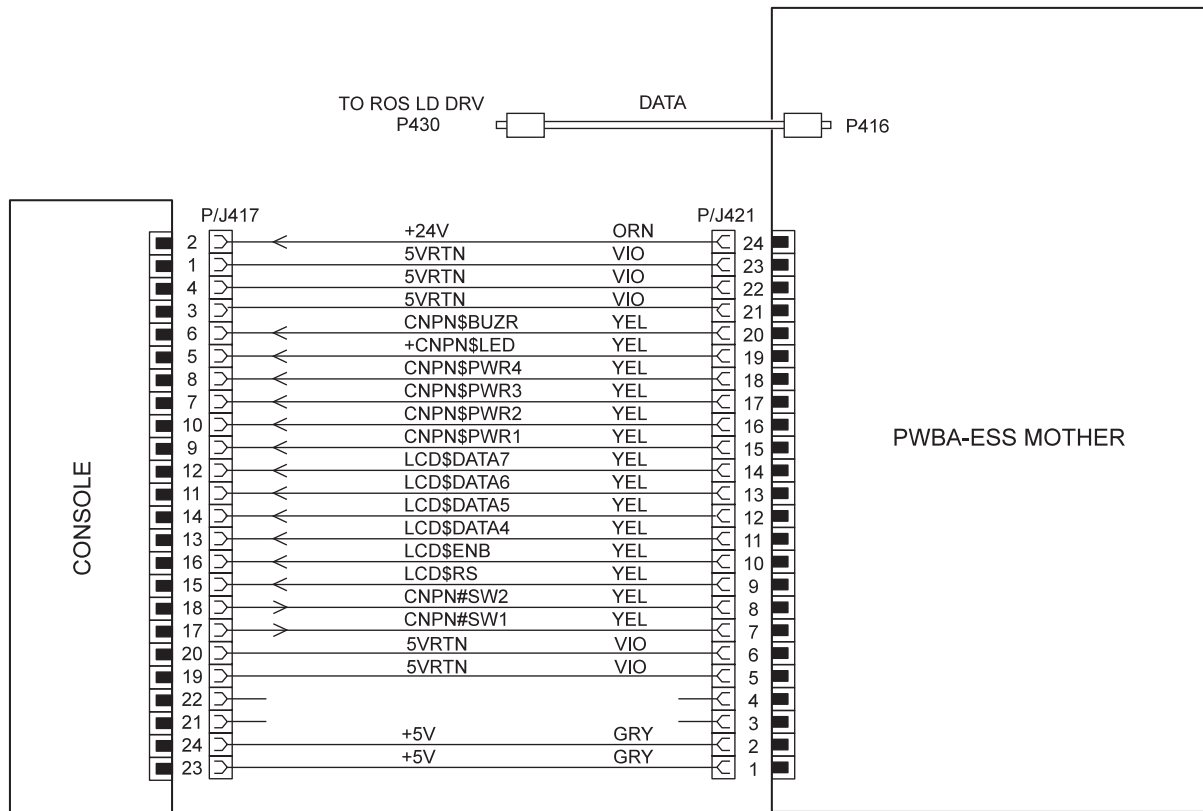 TO ROS LD DRV DATA
P430 P416
P/J417 P/J421
2 +24V ORN 24
1 5VRTN VIO 23
4 5VRTN VIO 22
3 5VRTN VIO 21
6 CNPN$BUZR YEL 20
5 +CNPN$LED YEL 19
8 CNPN$PWR4 YEL 18
7 CNPN$PWR3 YEL 17
10 CNPN$PWR2 YEL 16
9 CNPN$PWR1 YEL 15
12 LCD$DATA7 YEL 14
11 LCD$DATA6 YEL 13
14 LCD$DATA5 YEL 12
13 LCD$DATA4 YEL 11
16 LCD$ENB YEL 10
15 LCD$RS YEL 9
18 CNPN#SW2 YEL 8
17 CNPN#SW1 YEL 7
20 5VRTN VIO 6
19 5VRTN VIO 5
22 4
21 3
24 +5V GRY 2
23 +5V GRY 1
CONSOLE
PWBA-ESS MOTHER